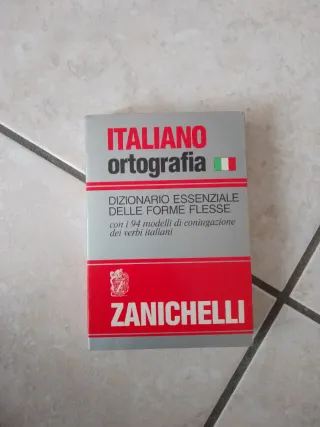 ITALIANO
ortografia
DIZIONARIO ESSENZIALE
DELLE FORME FLESSE
con i 94 modelli di coniugazione
dei verbi italiani
ZANICHELLI